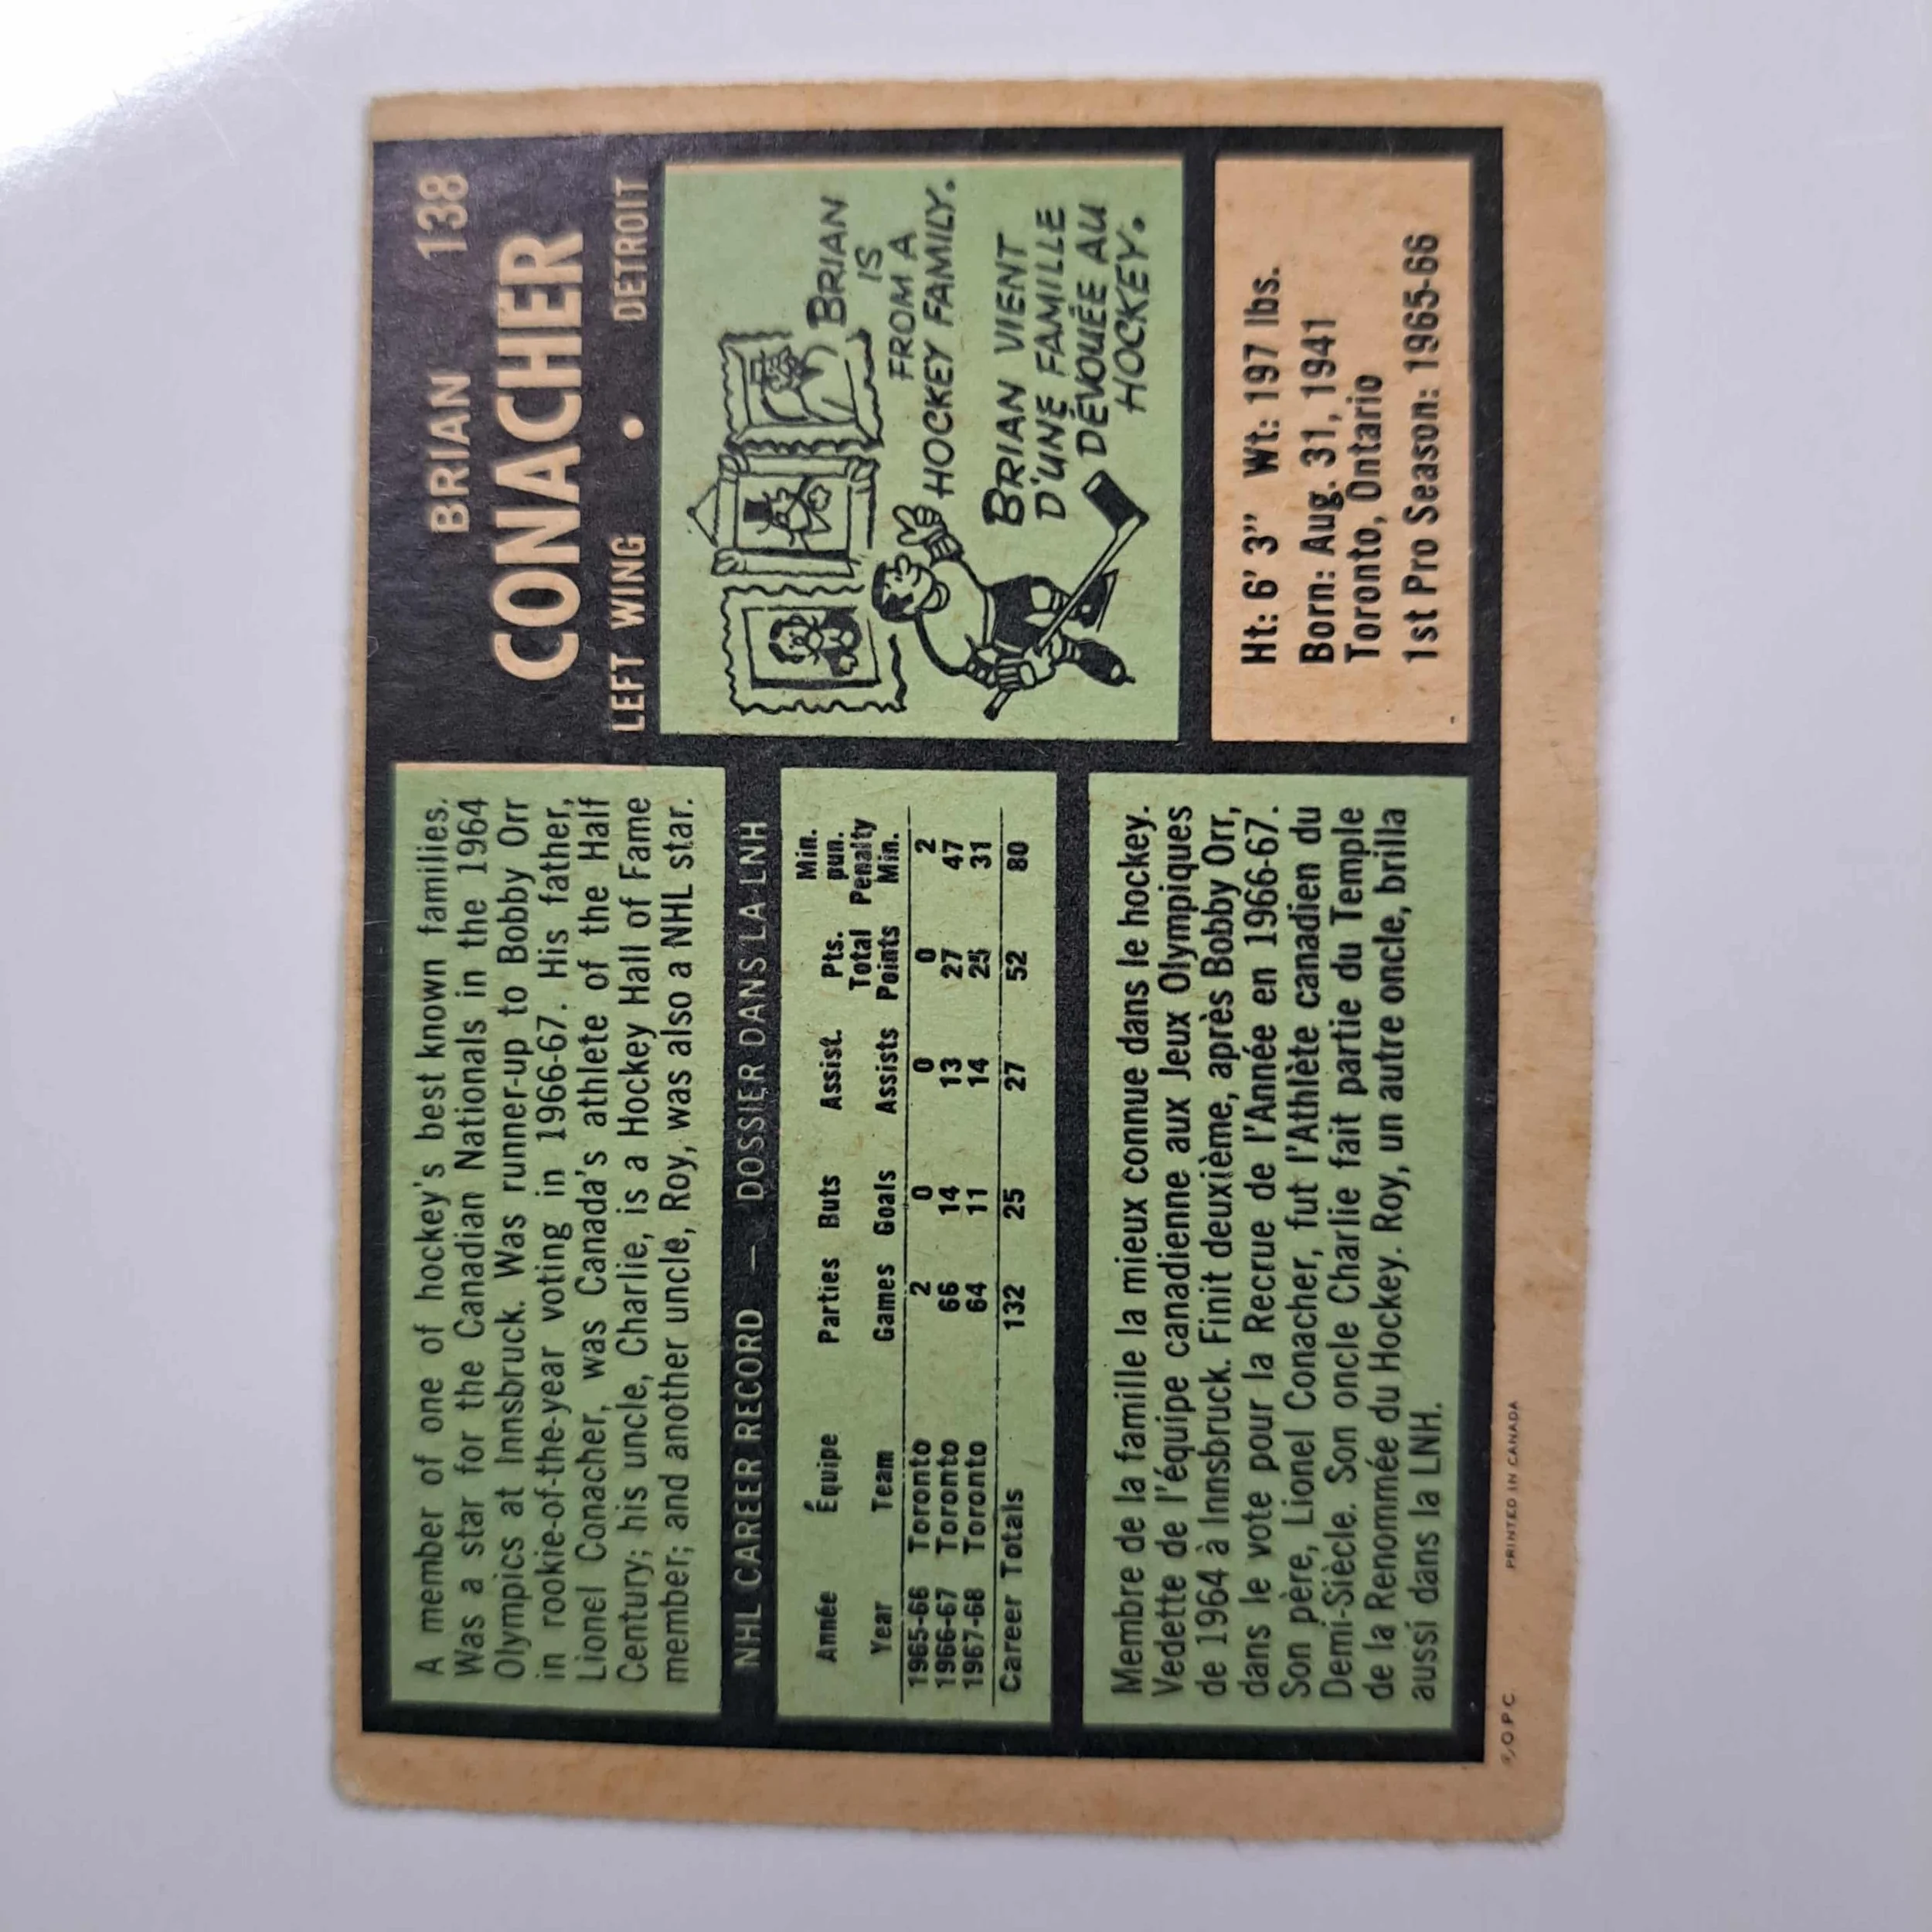 A member of one of hockey's best known families.
Was a star for the Canadian Nationals in the 1964
Olympics at Innsbruck. Was runner-up to Bobby Orr
in rookie-of-the-year voting in 1966-67. His father,
Lionel Conacher, was Canada's athlete of the Half
Century; his uncle, Charlie, is a Hockey Hall of Fame
member; and another uncle, Roy, was also a NHL star.
NHL CAREER RECORD — DOSSIER DANS LA LNH
Année Équipe Parties Buts Assist. Pts. Min. pun.
Year Team Games Goals Assists Total Points Penalty Min.
1965-66 Toronto 2 0 0 0 2
1966-67 Toronto 66 14 13 27 47
1967-68 Toronto 64 11 14 25 31
Career Totals 132 25 27 52 80
Membre de la famille la mieux connue dans le hockey.
Vedette de l'équipe canadienne aux Jeux Olympiques
de 1964 à Innsbruck. Finit deuxième, après Bobby Orr,
dans le vote pour la Recrue de l'Année en 1966-67.
Son père, Lionel Conacher, fut l'Athlète canadien du
Demi-Siècle. Son oncle Charlie fait partie du Temple
de la Renommée du Hockey. Roy, un autre oncle, brilla
aussi dans la LNH.
BRIAN 138
CONACHER
LEFT WING • DETROIT
BRIAN
IS
FROM A
HOCKEY FAMILY.
BRIAN VIENT
D'UNE FAMILLE
DÉVOUÉE AU
HOCKEY.
Ht: 6' 3" Wt: 197 lbs.
Born: Aug. 31, 1941
Toronto, Ontario
1st Pro Season: 1965-66
O.P.C. PRINTED IN CANADA